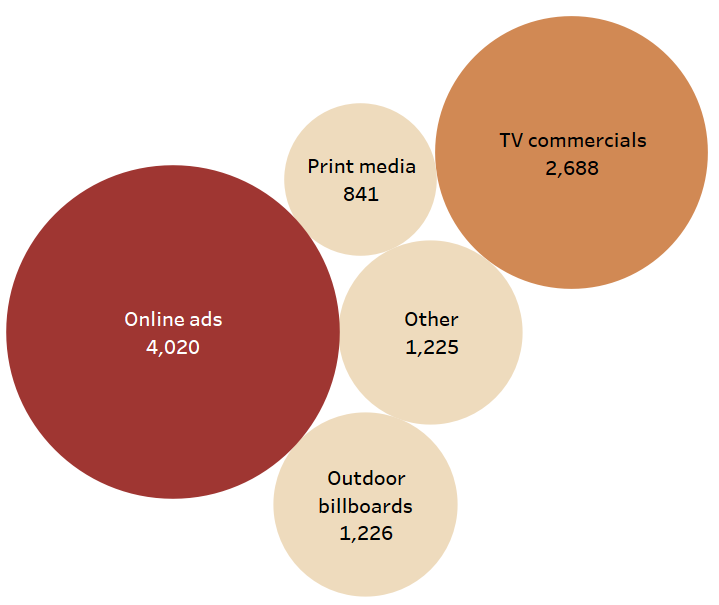 TV commercials
2,688
Print media
841
Online ads
4,020
Other
1,225
Outdoor
billboards
1,226